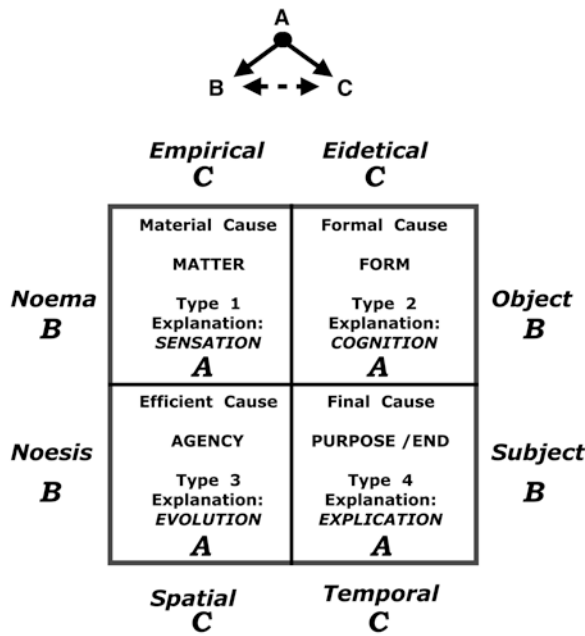 A
B C
Empirical Eidetical
C C
Material Cause Formal Cause
MATTER FORM
Noema Object
B B
Type 1 Type 2
Explanation: Explanation:
SENSATION COGNITION
A A
Efficient Cause Final Cause
AGENCY PURPOSE /END
Noesis Subject
B B
Type 3 Type 4
Explanation: Explanation:
EVOLUTION EXPLICATION
A A
Spatial Temporal
C C